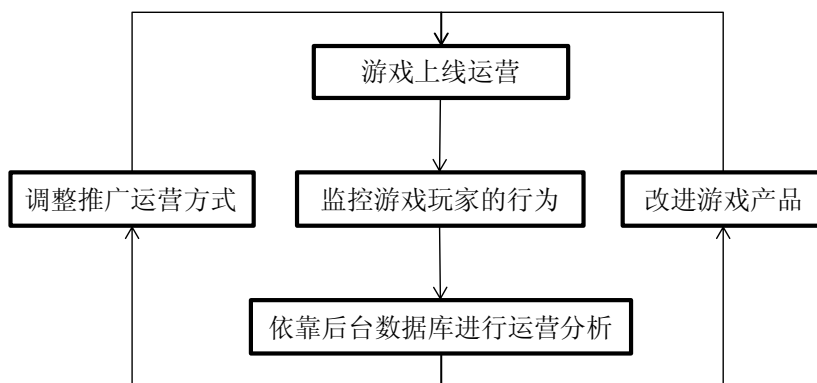 游戏上线运营
调整推广运营方式
监控游戏玩家的行为
改进游戏产品
依靠后台数据库进行运营分析